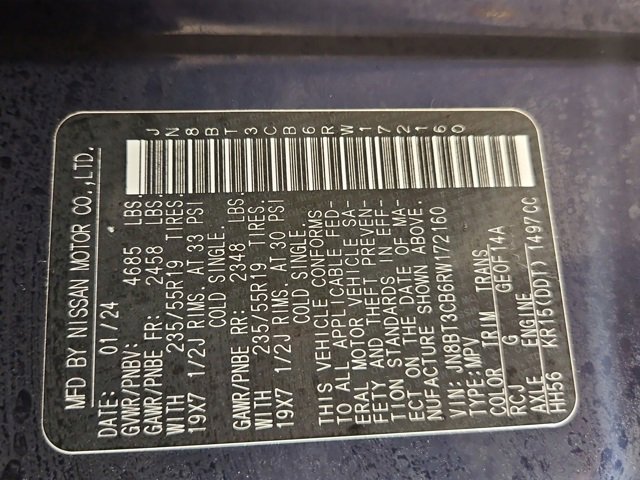 MFD BY NISSAN MOTOR CO.,LTD.
DATE: 01/24
GVWR/PNBV: 4685 LBS.
GAWR/PNBE FR: 2458 LBS.
WITH 235/55R19 TIRES.
19X7 1/2J RIMS. AT 33 PSI
COLD SINGLE.
GAWR/PNBE RR: 2348 LBS.
WITH 235/55R19 TIRES.
19X7 1/2J RIMS. AT 30 PSI
COLD SINGLE.
THIS VEHICLE CONFORMS
TO ALL APPLICABLE FED-
ERAL MOTOR VEHICLE SA-
FETY AND THEFT PREVEN-
TION STANDARDS IN EFF-
ECT ON THE DATE OF MA-
NUFACTURE SHOWN ABOVE.
VIN: JN8BT3CB6RW172160
TYPE:MPV
COLOR TRIM TRANS
RCJ G GE0F14A
AXLE ENGINE
HH56 KR15(DDT) 1497CC
JN8BT3CB6RW172160